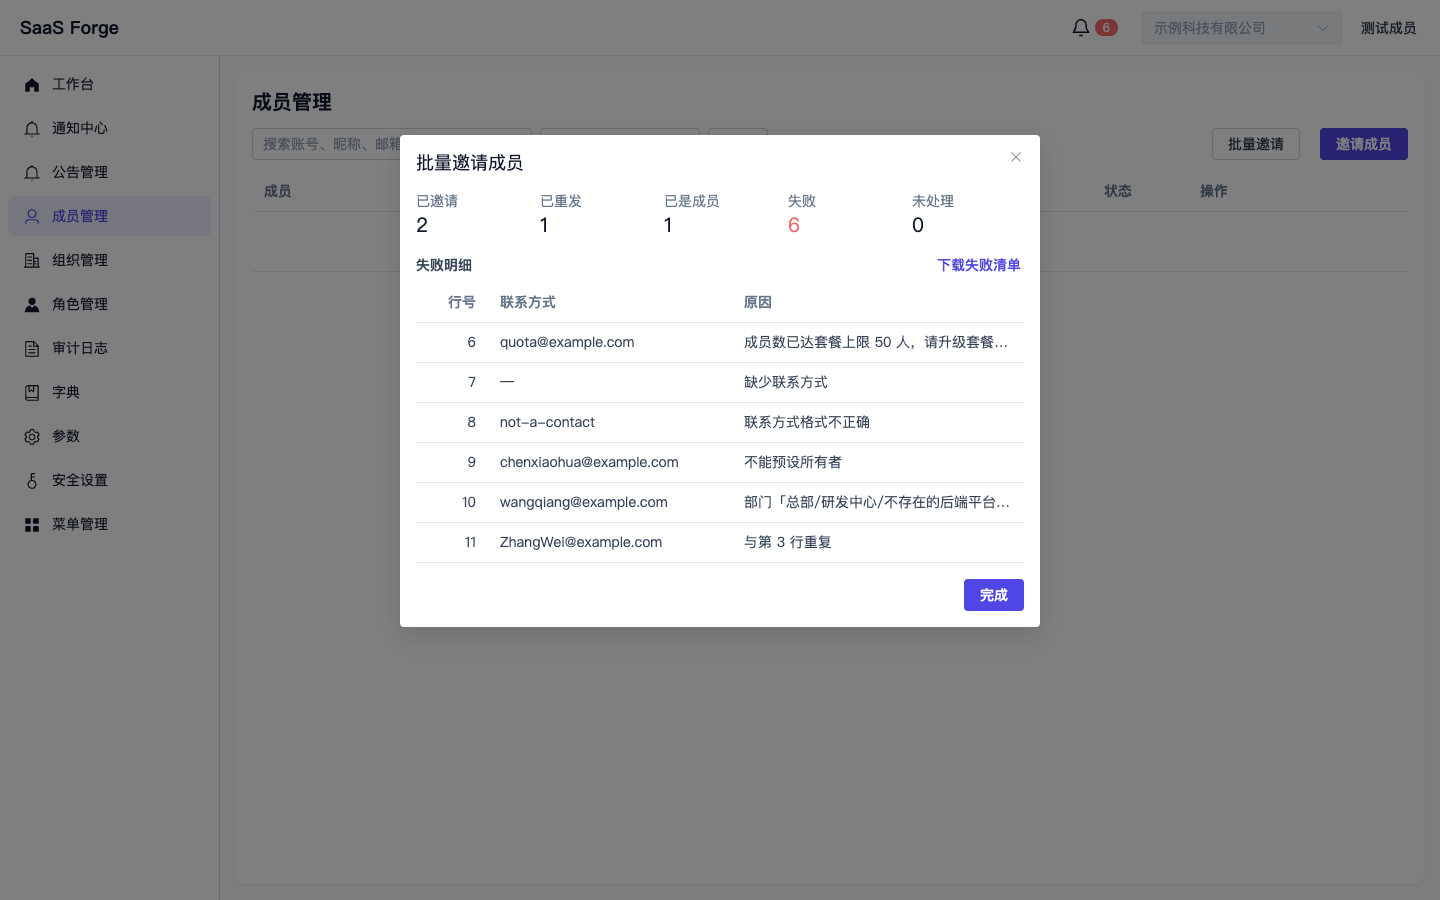 SaaS Forge
6
示例科技有限公司
测试成员
工作台
通知中心
公告管理
成员管理
组织管理
角色管理
审计日志
字典
参数
安全设置
菜单管理
成员管理
搜索账号、昵称、邮箱
批量邀请
邀请成员
成员
状态
操作
批量邀请成员
已邀请 已重发 已是成员 失败 未处理
2 1 1 6 0
失败明细 下载失败清单
行号 联系方式 原因
6 quota@example.com 成员数已达套餐上限 50 人，请升级套餐...
7 — 缺少联系方式
8 not-a-contact 联系方式格式不正确
9 chenxiaohua@example.com 不能预设所有者
10 wangqiang@example.com 部门「总部/研发中心/不存在的后端平台...
11 ZhangWei@example.com 与第 3 行重复
完成